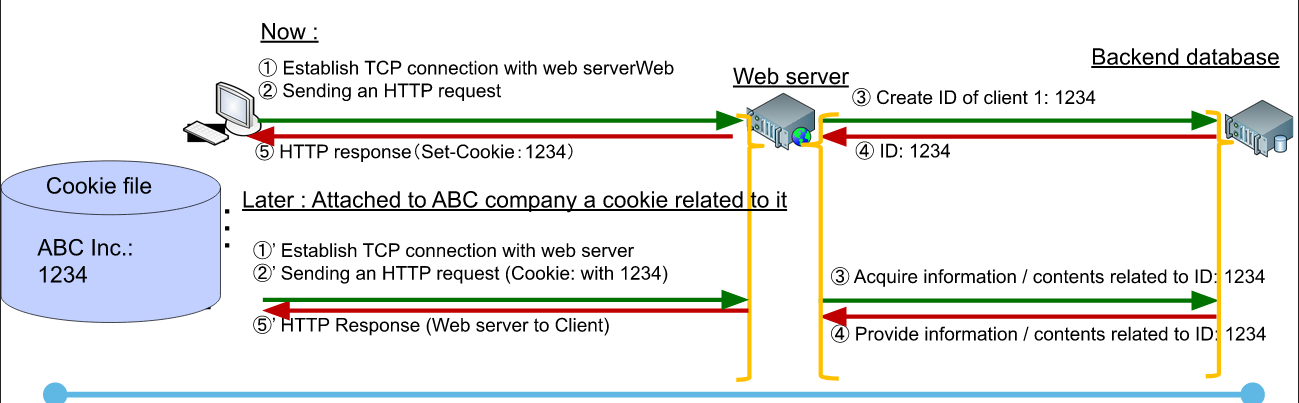 Now :
① Establish TCP connection with web serverWeb
② Sending an HTTP request
Web server
Backend database
③ Create ID of client 1: 1234
⑤ HTTP response（Set-Cookie：1234）
④ ID: 1234
Cookie file
ABC Inc.:
1234
Later : Attached to ABC company a cookie related to it
①’ Establish TCP connection with web server
②’ Sending an HTTP request (Cookie: with 1234)
③ Acquire information / contents related to ID: 1234
⑤’ HTTP Response (Web server to Client)
④ Provide information / contents related to ID: 1234